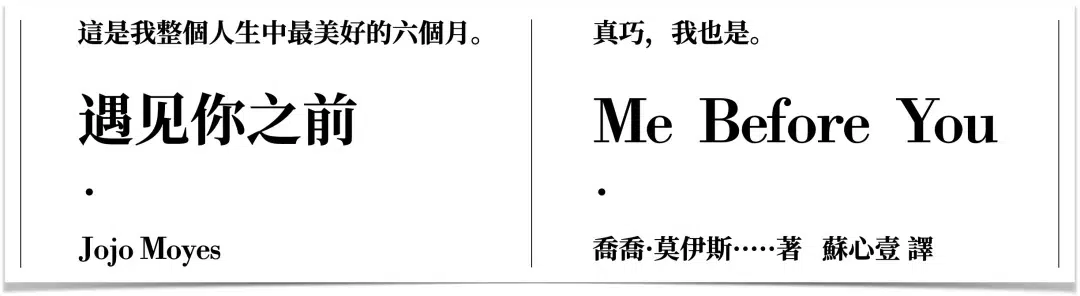 這是我整個人生中最美好的六個月。
遇见你之前
·
Jojo Moyes
真巧，我也是。
Me Before You
·
喬喬·莫伊斯·····著 蘇心壹 譯